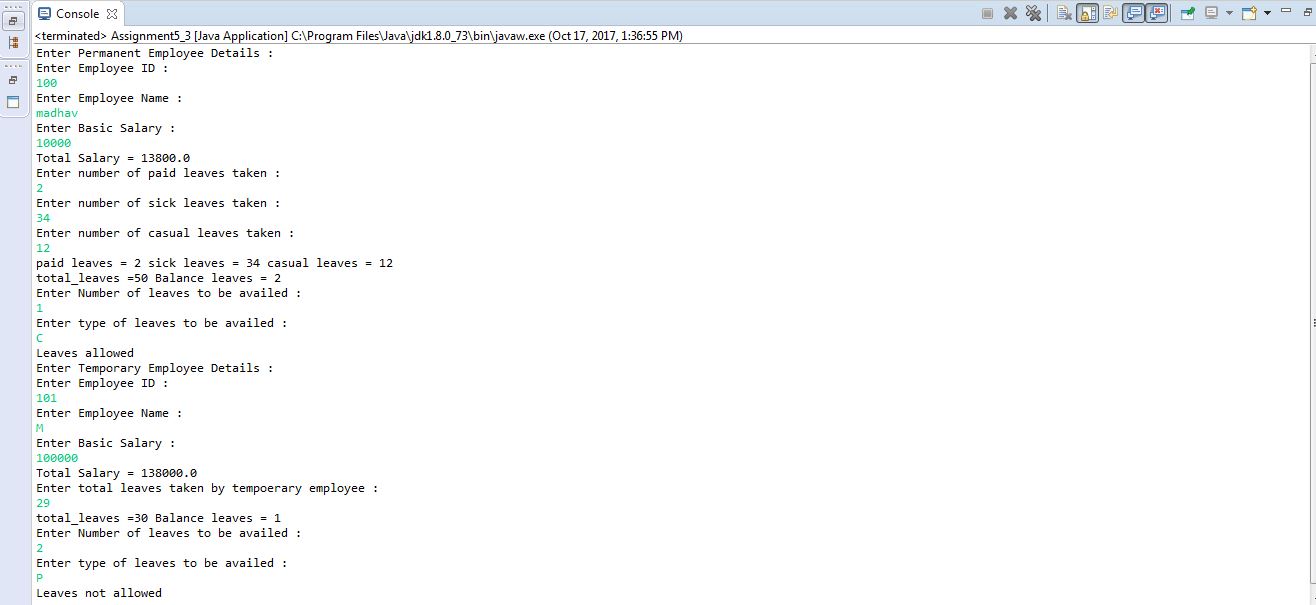 Console
<terminated> Assignment5_3 [Java Application] C:\Program Files\Java\jdk1.8.0_73\bin\javaw.exe (Oct 17, 2017, 1:36:55 PM)
Enter Permanent Employee Details :
Enter Employee ID :
100
Enter Employee Name :
madhav
Enter Basic Salary :
10000
Total Salary = 13800.0
Enter number of paid leaves taken :
2
Enter number of sick leaves taken :
34
Enter number of casual leaves taken :
12
paid leaves = 2 sick leaves = 34 casual leaves = 12
total_leaves =50 Balance leaves = 2
Enter Number of leaves to be availed :
1
Enter type of leaves to be availed :
C
Leaves allowed
Enter Temporary Employee Details :
Enter Employee ID :
101
Enter Employee Name :
M
Enter Basic Salary :
100000
Total Salary = 138000.0
Enter total leaves taken by tempoerary employee :
29
total_leaves =30 Balance leaves = 1
Enter Number of leaves to be availed :
2
Enter type of leaves to be availed :
P
Leaves not allowed